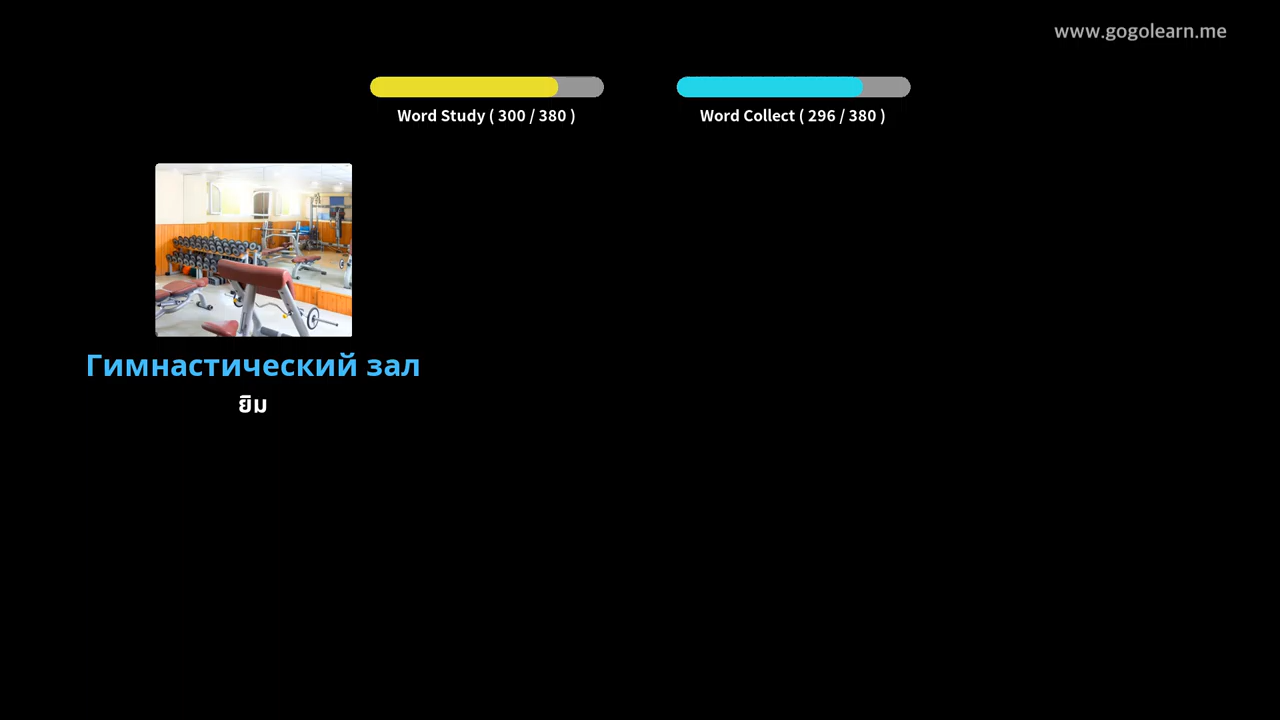 www.gogolearn.me
Word Study ( 300 / 380 )
Word Collect ( 296 / 380 )
Гимнастический зал
ยิม